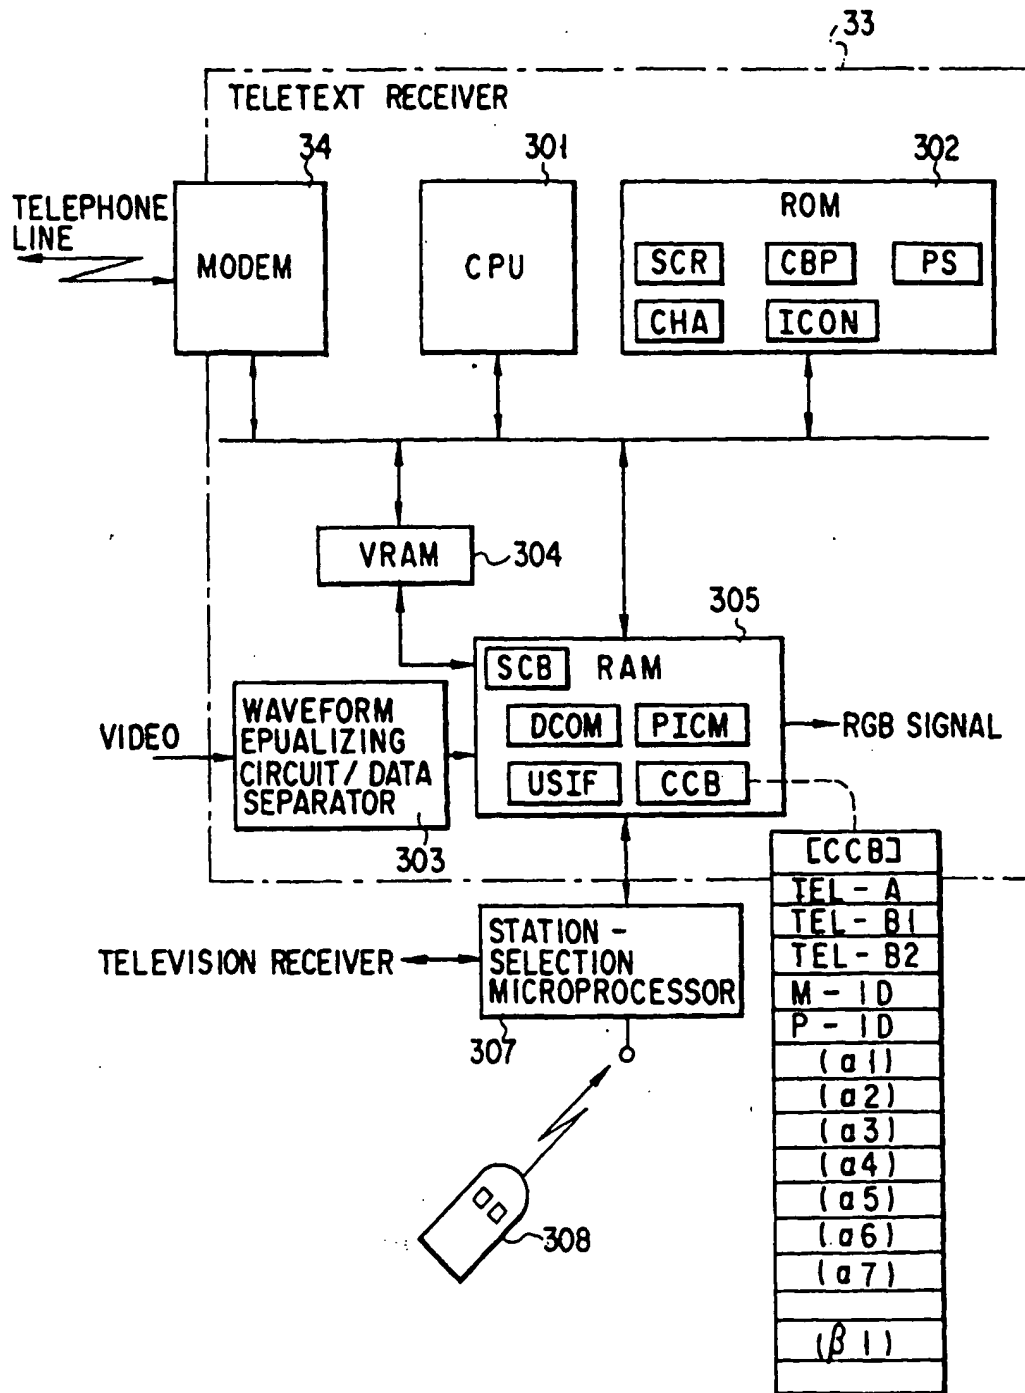 33
TELETEXT RECEIVER
34
301
302
TELEPHONE
LINE
MODEM
CPU
ROM
SCR
CBP
PS
CHA
ICON
VRAM
304
305
SCB
RAM
DCOM
PICM
USIF
CCB
RGB SIGNAL
VIDEO
WAVEFORM
EPUALIZING
CIRCUIT/DATA
SEPARATOR
303
[CCB]
TEL-A
TEL-B1
TEL-B2
M-ID
P-ID
(α1)
(α2)
(α3)
(α4)
(α5)
(α6)
(α7)
(β1)
TELEVISION RECEIVER
STATION-
SELECTION
MICROPROCESSOR
307
308